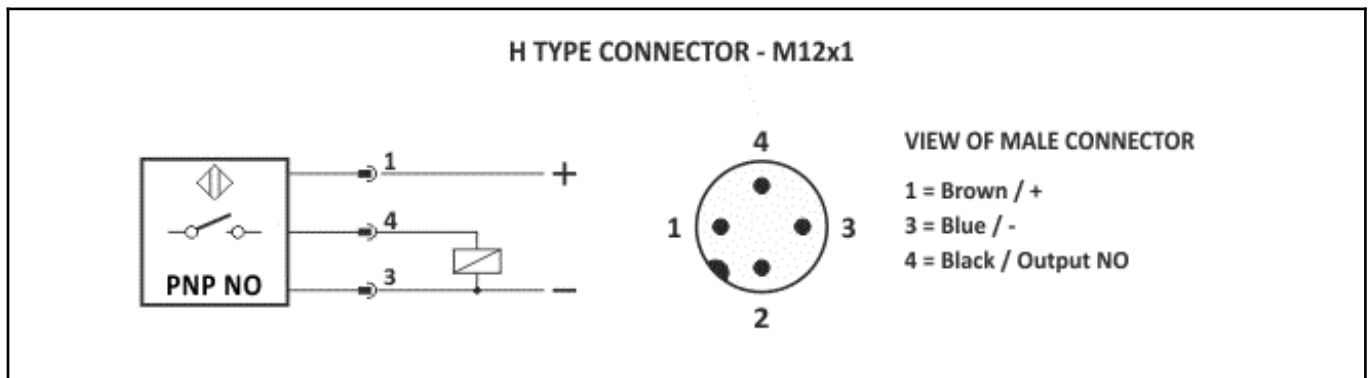 H TYPE CONNECTOR - M12x1
PNP NO
1
+
4
3
−
4
1
3
2
VIEW OF MALE CONNECTOR
1 = Brown / +
3 = Blue / -
4 = Black / Output NO